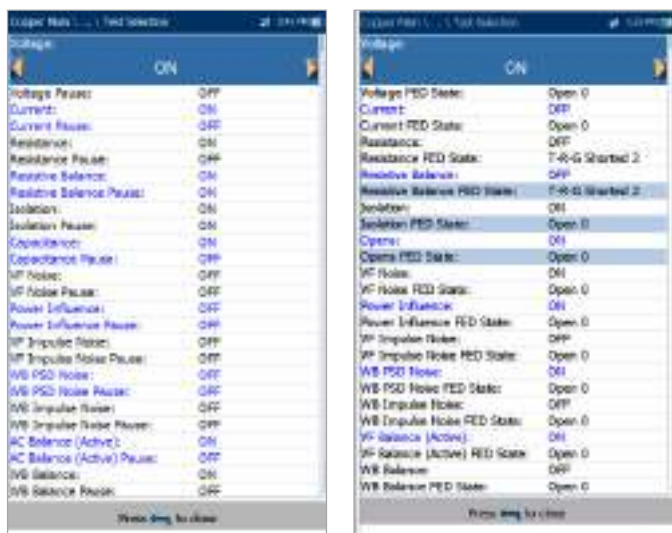 Copper Main \ ... \ Test Selection
Voltage:
ON
Voltage Pause: OFF
Current: ON
Current Pause: OFF
Resistance: ON
Resistance Pause: OFF
Resistive Balance: ON
Resistive Balance Pause: ON
Isolation: ON
Isolation Pause: ON
Capacitance: ON
Capacitance Pause: OFF
VF Noise: OFF
VF Noise Pause: OFF
Power Influence: ON
Power Influence Pause: OFF
VF Impulse Noise: OFF
VF Impulse Noise Pause: OFF
WB PSD Noise: OFF
WB PSD Noise Pause: OFF
WB Impulse Noise: OFF
WB Impulse Noise Pause: OFF
AC Balance (Active): ON
AC Balance (Active) Pause: OFF
WB Balance: ON
WB Balance Pause: OFF
Press to close
Copper Main \ ... \ Test Selection
Voltage:
ON
Voltage FED State: Open 0
Current: OFF
Current FED State: Open 0
Resistance: OFF
Resistance FED State: T-R-G Shorted 2
Resistive Balance: OFF
Resistive Balance FED State: T-R-G Shorted 2
Isolation: ON
Isolation FED State: Open 0
Opens: ON
Opens FED State: Open 0
VF Noise: ON
VF Noise FED State: Open 0
Power Influence: ON
Power Influence FED State: Open 0
VF Impulse Noise: OFF
VF Impulse Noise FED State: Open 0
WB PSD Noise: ON
WB PSD Noise FED State: Open 0
WB Impulse Noise: OFF
WB Impulse Noise FED State: Open 0
VF Balance (Active): ON
VF Balance (Active) FED State: Open 0
WB Balance: OFF
WB Balance FED State: Open 0
Press to close